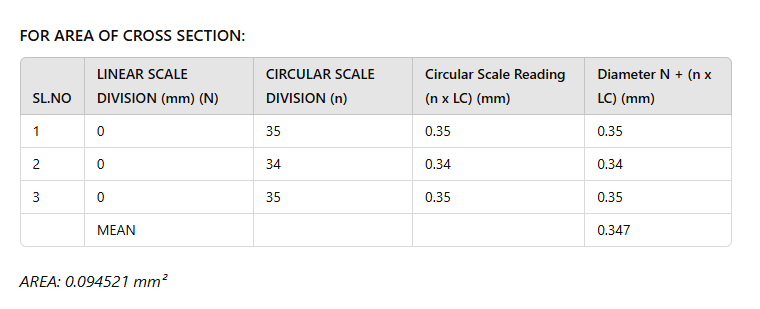 FOR AREA OF CROSS SECTION:
SL.NO LINEAR SCALE DIVISION (mm) (N) CIRCULAR SCALE DIVISION (n) Circular Scale Reading (n x LC) (mm) Diameter N + (n x LC) (mm)
1 0 35 0.35 0.35
2 0 34 0.34 0.34
3 0 35 0.35 0.35
MEAN 0.347
AREA: 0.094521 mm²